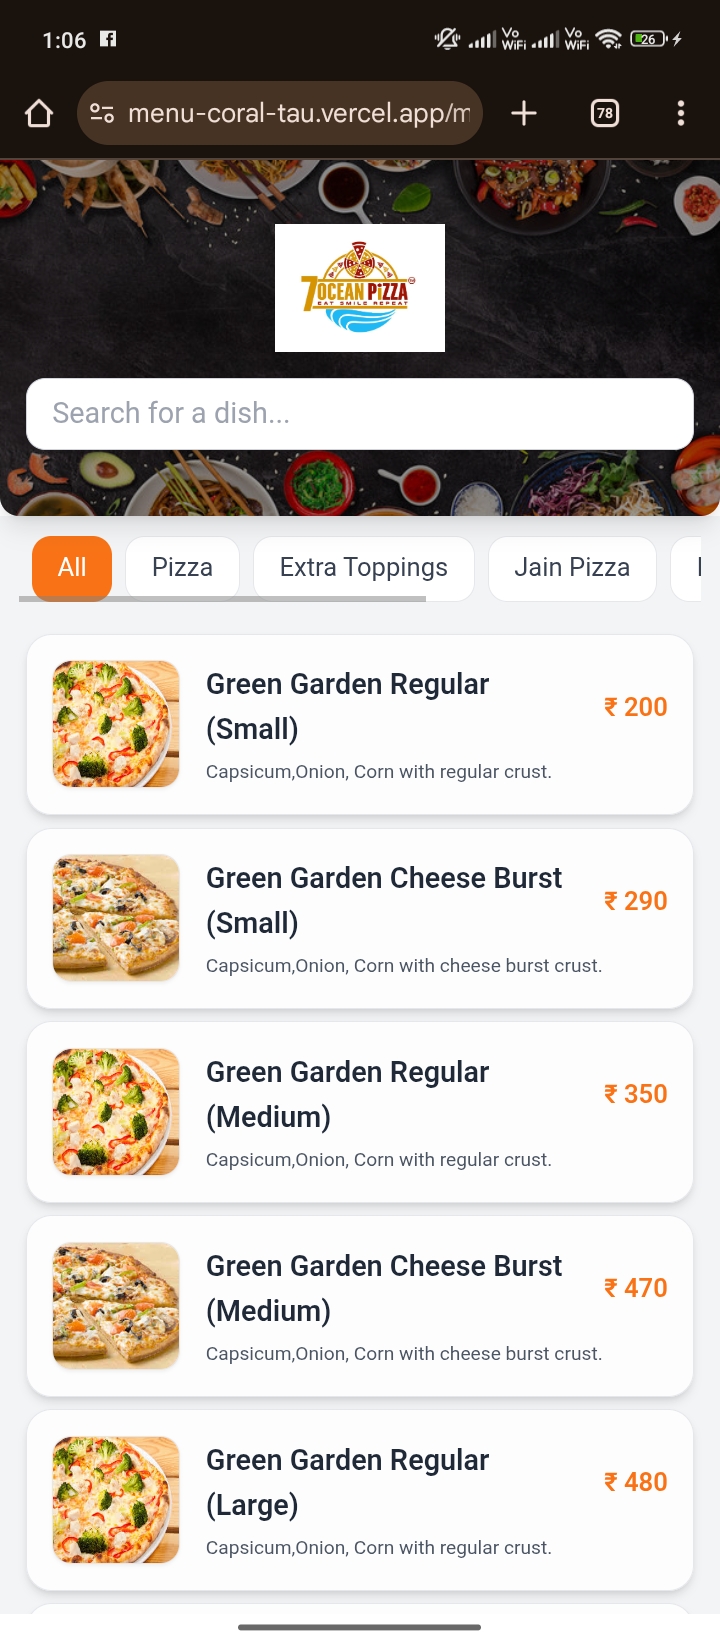 1:06
Vo
WiFi
Vo
WiFi
26
menu-coral-tau.vercel.app/m
78
7 OCEAN PiZZA
EAT SMILE REPEAT
Search for a dish...
All
Pizza
Extra Toppings
Jain Pizza
Green Garden Regular
(Small)
₹ 200
Capsicum,Onion, Corn with regular crust.
Green Garden Cheese Burst
(Small)
₹ 290
Capsicum,Onion, Corn with cheese burst crust.
Green Garden Regular
(Medium)
₹ 350
Capsicum,Onion, Corn with regular crust.
Green Garden Cheese Burst
(Medium)
₹ 470
Capsicum,Onion, Corn with cheese burst crust.
Green Garden Regular
(Large)
₹ 480
Capsicum,Onion, Corn with regular crust.